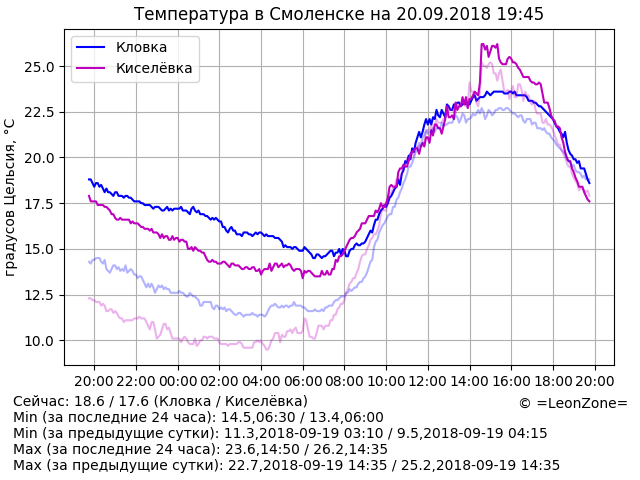 Температура в Смоленске на 20.09.2018 19:45
Кловка
Киселёвка
градусов Цельсия, °C
25.0
22.5
20.0
17.5
15.0
12.5
10.0
20:00 22:00 00:00 02:00 04:00 06:00 08:00 10:00 12:00 14:00 16:00 18:00 20:00
Сейчас: 18.6 / 17.6 (Кловка / Киселёвка)
© =LeonZone=
Min (за последние 24 часа): 14.5,06:30 / 13.4,06:00
Min (за предыдущие сутки): 11.3,2018-09-19 03:10 / 9.5,2018-09-19 04:15
Max (за последние 24 часа): 23.6,14:50 / 26.2,14:35
Max (за предыдущие сутки): 22.7,2018-09-19 14:35 / 25.2,2018-09-19 14:35